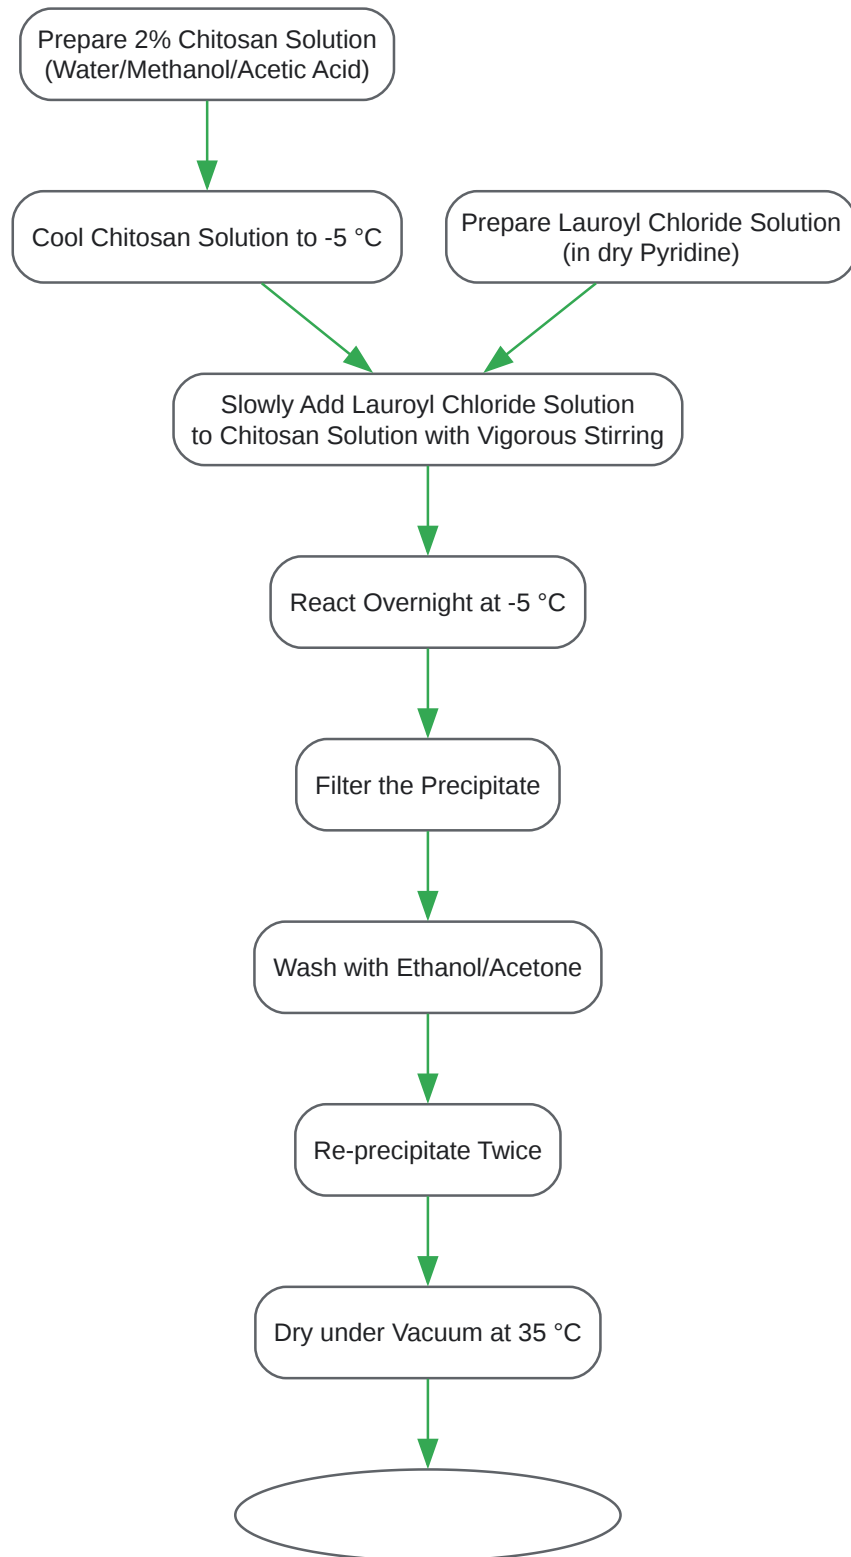 Prepare 2% Chitosan Solution
(Water/Methanol/Acetic Acid)
Cool Chitosan Solution to -5 °C
Prepare Lauroyl Chloride Solution
(in dry Pyridine)
Slowly Add Lauroyl Chloride Solution
to Chitosan Solution with Vigorous Stirring
React Overnight at -5 °C
Filter the Precipitate
Wash with Ethanol/Acetone
Re-precipitate Twice
Dry under Vacuum at 35 °C